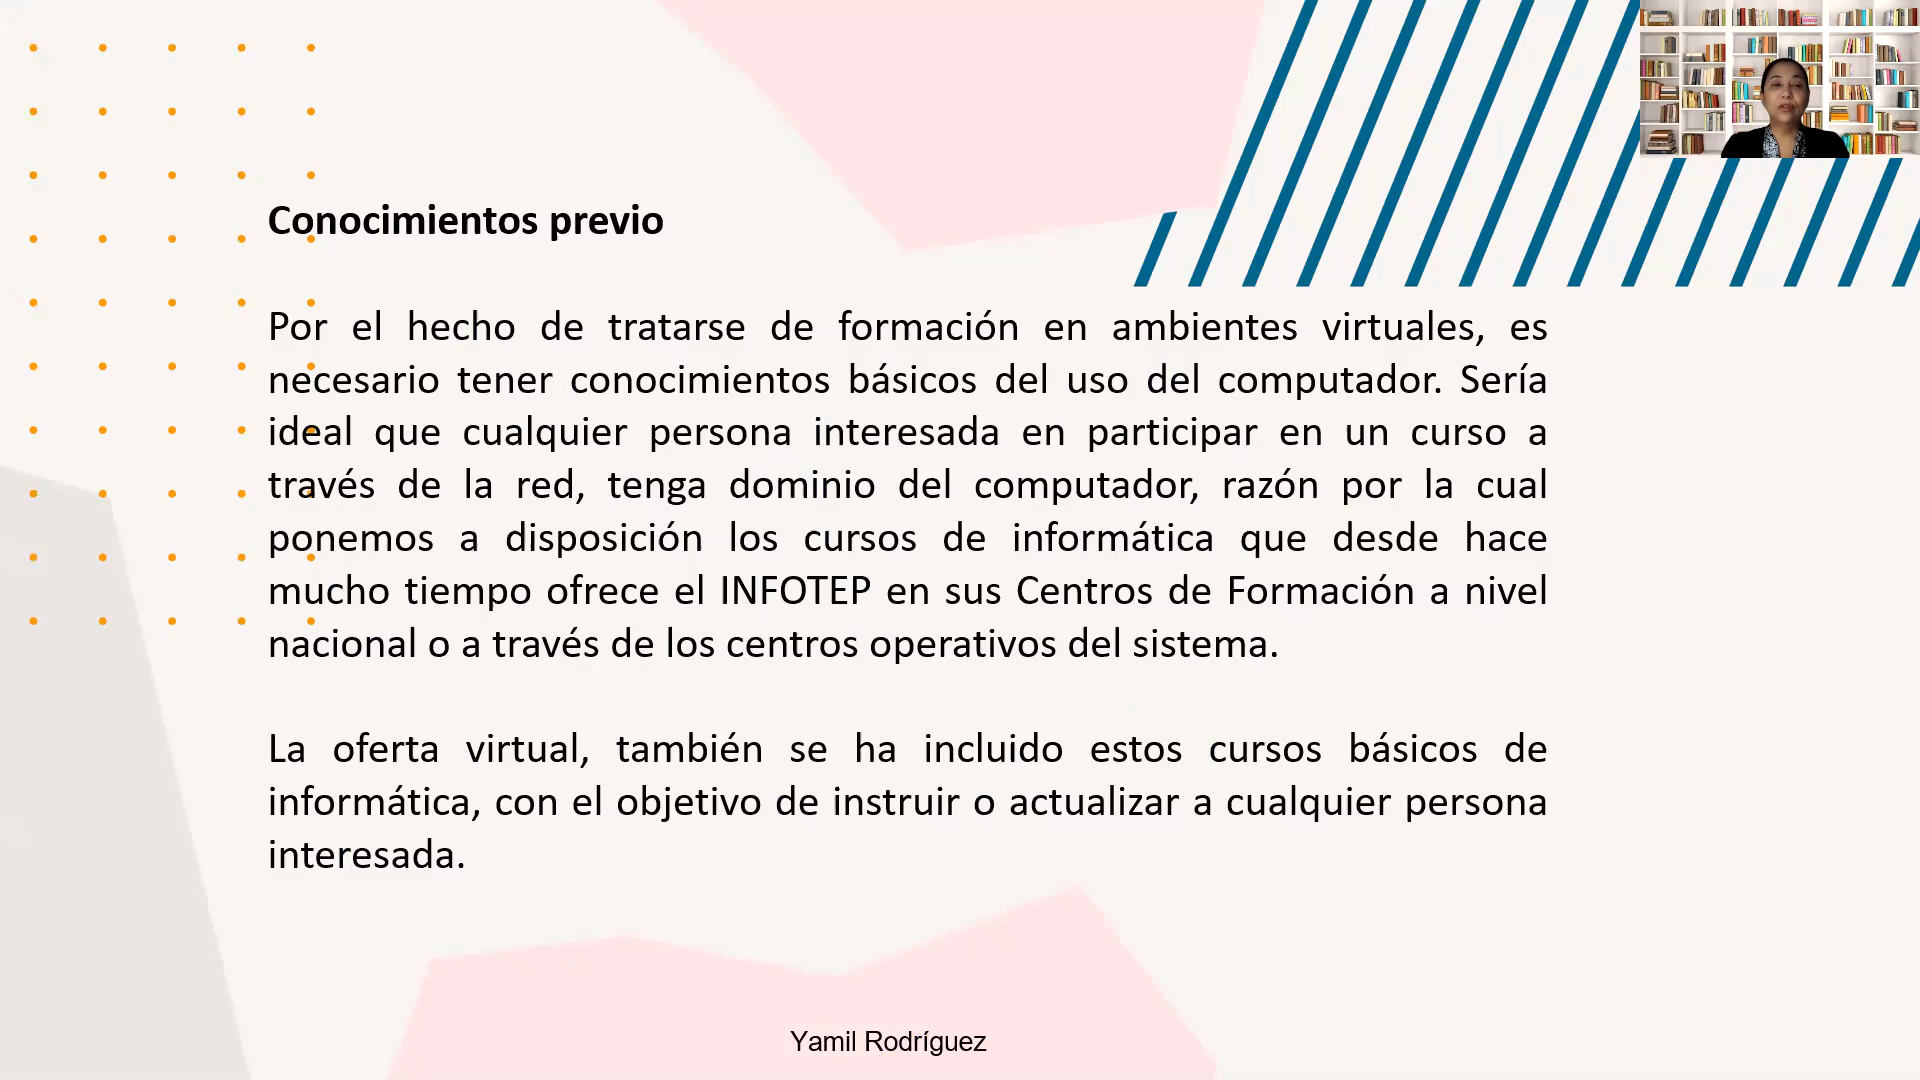 Conocimientos previo
Por el hecho de tratarse de formación en ambientes virtuales, es
necesario tener conocimientos básicos del uso del computador. Sería
ideal que cualquier persona interesada en participar en un curso a
través de la red, tenga dominio del computador, razón por la cual
ponemos a disposición los cursos de informática que desde hace
mucho tiempo ofrece el INFOTEP en sus Centros de Formación a nivel
nacional o a través de los centros operativos del sistema.
La oferta virtual, también se ha incluido estos cursos básicos de
informática, con el objetivo de instruir o actualizar a cualquier persona
interesada.
Yamil Rodríguez